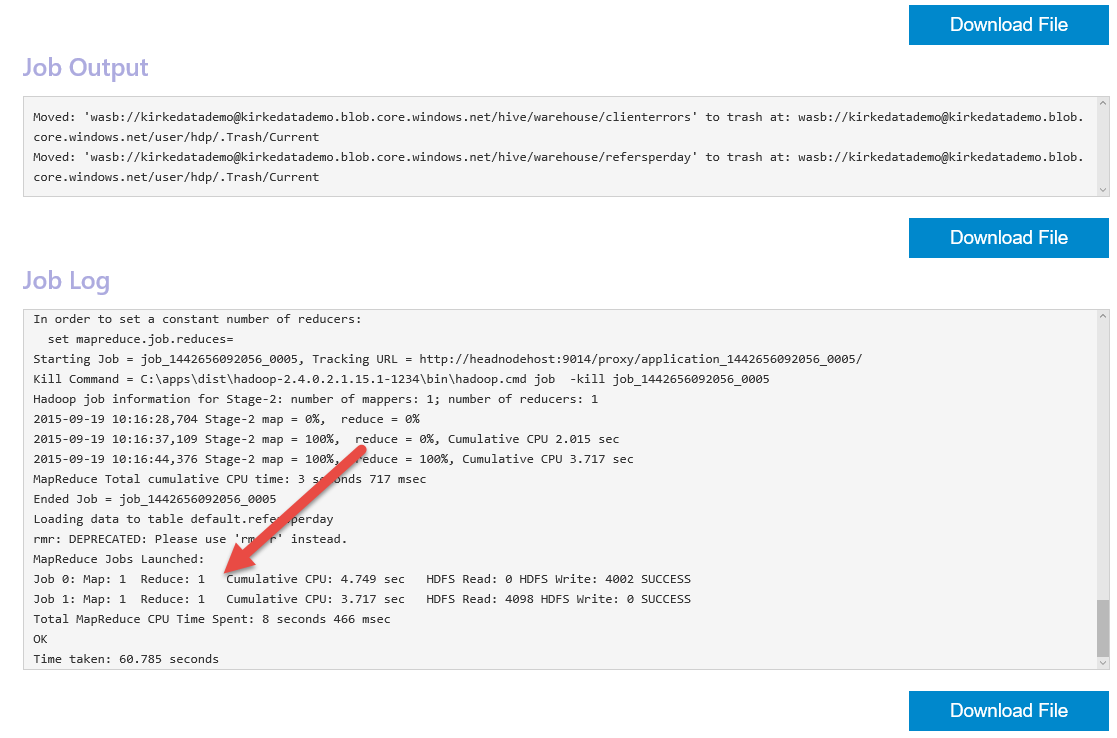 Download File
Job Output
Moved: 'wasb://kirkedatademo@kirkedatademo.blob.core.windows.net/hive/warehouse/clienterrors' to trash at: wasb://kirkedatademo@kirkedatademo.blob.
core.windows.net/user/hdp/.Trash/Current
Moved: 'wasb://kirkedatademo@kirkedatademo.blob.core.windows.net/hive/warehouse/refersperday' to trash at: wasb://kirkedatademo@kirkedatademo.blob.
core.windows.net/user/hdp/.Trash/Current
Download File
Job Log
In order to set a constant number of reducers:
  set mapreduce.job.reduces=
Starting Job = job_1442656092056_0005, Tracking URL = http://headnodehost:9014/proxy/application_1442656092056_0005/
Kill Command = C:\apps\dist\hadoop-2.4.0.2.1.15.1-1234\bin\hadoop.cmd job  -kill job_1442656092056_0005
Hadoop job information for Stage-2: number of mappers: 1; number of reducers: 1
2015-09-19 10:16:28,704 Stage-2 map = 0%,  reduce = 0%
2015-09-19 10:16:37,109 Stage-2 map = 100%,  reduce = 0%, Cumulative CPU 2.015 sec
2015-09-19 10:16:44,376 Stage-2 map = 100%,  reduce = 100%, Cumulative CPU 3.717 sec
MapReduce Total cumulative CPU time: 3 seconds 717 msec
Ended Job = job_1442656092056_0005
Loading data to table default.refersperday
rmr: DEPRECATED: Please use 'rm -r' instead.
MapReduce Jobs Launched:
Job 0: Map: 1  Reduce: 1   Cumulative CPU: 4.749 sec   HDFS Read: 0 HDFS Write: 4002 SUCCESS
Job 1: Map: 1  Reduce: 1   Cumulative CPU: 3.717 sec   HDFS Read: 4098 HDFS Write: 0 SUCCESS
Total MapReduce CPU Time Spent: 8 seconds 466 msec
OK
Time taken: 60.785 seconds
Download File